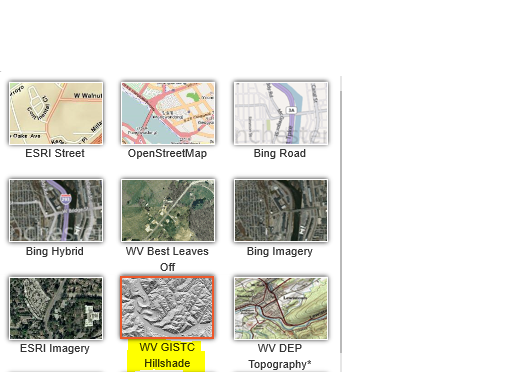 W Walnut
ESRI Street
OpenStreetMap
Bing Road
Bing Hybrid
WV Best Leaves
Off
Bing Imagery
ESRI Imagery
WV GISTC
Hillshade
WV DEP
Topography*